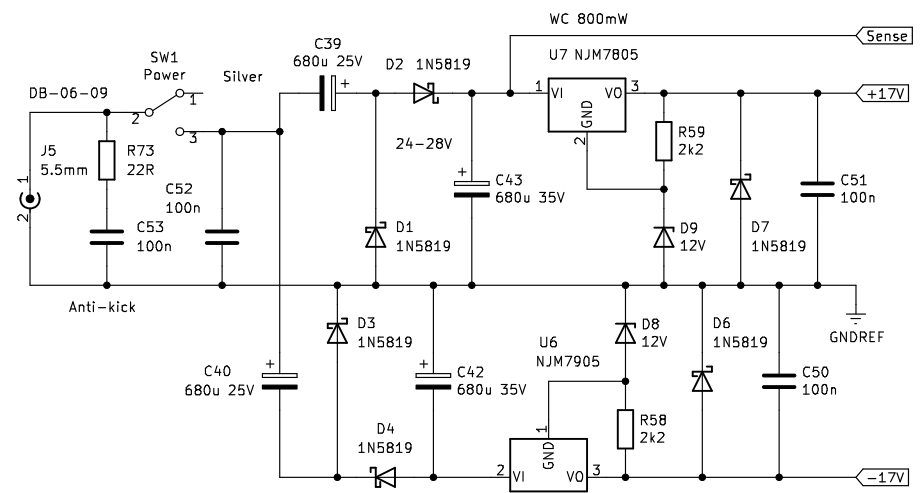 WC 800mW
Sense
C39
680u 25V
+
D2 1N5819
U7 NJM7805
SW1
Power
Silver
DB-06-09
1
2
3
1
VI
VO
3
GND
2
+17V
J5
5.5mm
1
2
R73
22R
24-28V
R59
2k2
C52
100n
+
C43
680u 35V
C51
100n
C53
100n
D1
1N5819
D9
12V
D7
1N5819
Anti-kick
GNDREF
D3
1N5819
+
C42
680u 35V
U6
NJM7905
D8
12V
D6
1N5819
C40
680u 25V
+
C50
100n
D4
1N5819
R58
2k2
1
GND
2
VI
VO
3
-17V